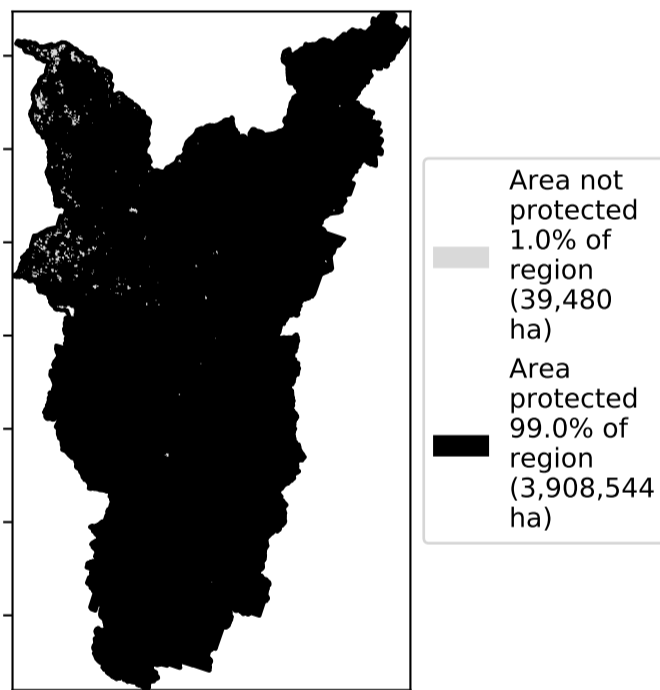 Area not
protected
1.0% of
region
(39,480
ha)
Area
protected
99.0% of
region
(3,908,544
ha)